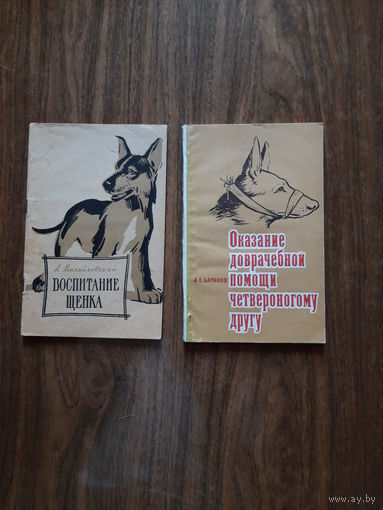 А. Михайловская
ВОСПИТАНИЕ
ЩЕНКА
А. Е. БАРАНОВ
Оказание
доврачебной
помощи
четвероногому
другу
www.ay.by